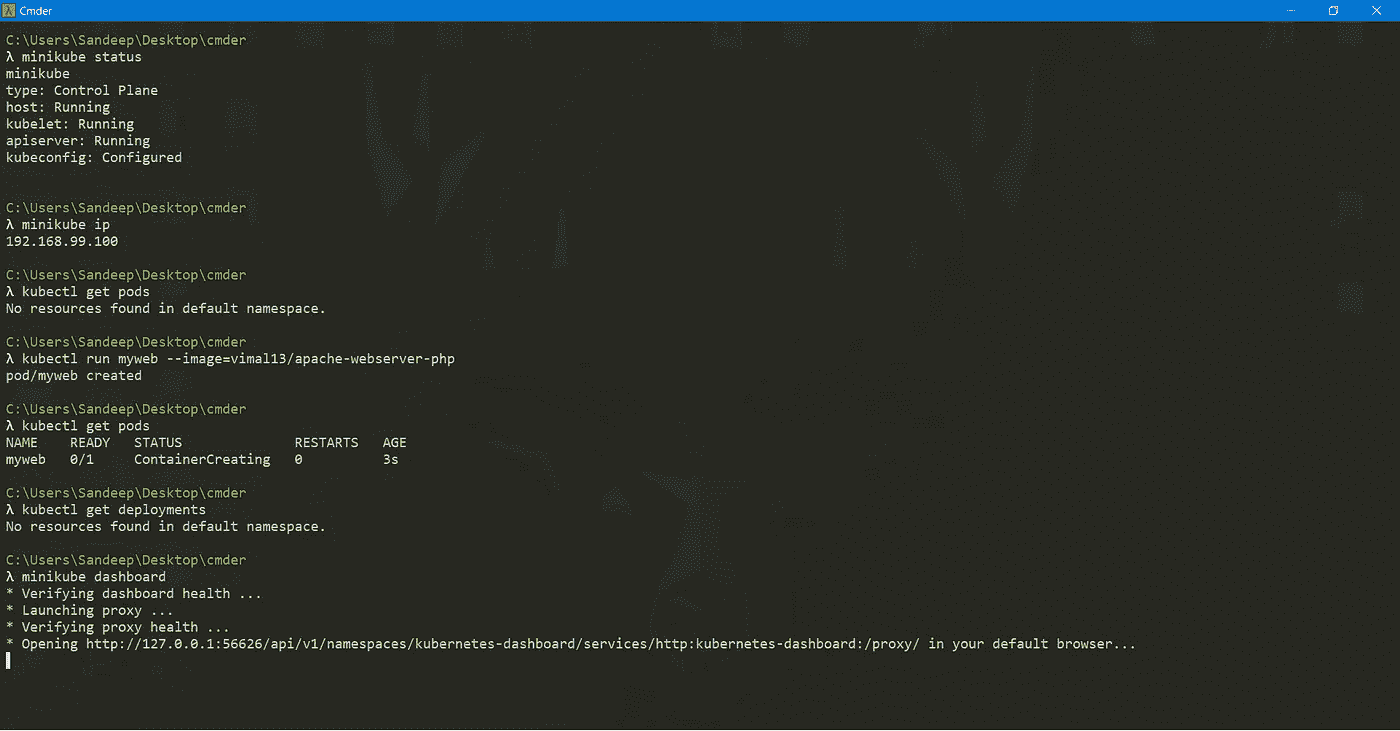 Cmder
C:\Users\Sandeep\Desktop\cmder
λ minikube status
minikube
type: Control Plane
host: Running
kubelet: Running
apiserver: Running
kubeconfig: Configured
C:\Users\Sandeep\Desktop\cmder
λ minikube ip
192.168.99.100
C:\Users\Sandeep\Desktop\cmder
λ kubectl get pods
No resources found in default namespace.
C:\Users\Sandeep\Desktop\cmder
λ kubectl run myweb --image=vimal13/apache-webserver-php
pod/myweb created
C:\Users\Sandeep\Desktop\cmder
λ kubectl get pods
NAME    READY   STATUS              RESTARTS   AGE
myweb   0/1     ContainerCreating   0          3s
C:\Users\Sandeep\Desktop\cmder
λ kubectl get deployments
No resources found in default namespace.
C:\Users\Sandeep\Desktop\cmder
λ minikube dashboard
* Verifying dashboard health ...
* Launching proxy ...
* Verifying proxy health ...
* Opening http://127.0.0.1:56626/api/v1/namespaces/kubernetes-dashboard/services/http:kubernetes-dashboard:/proxy/ in your default browser...